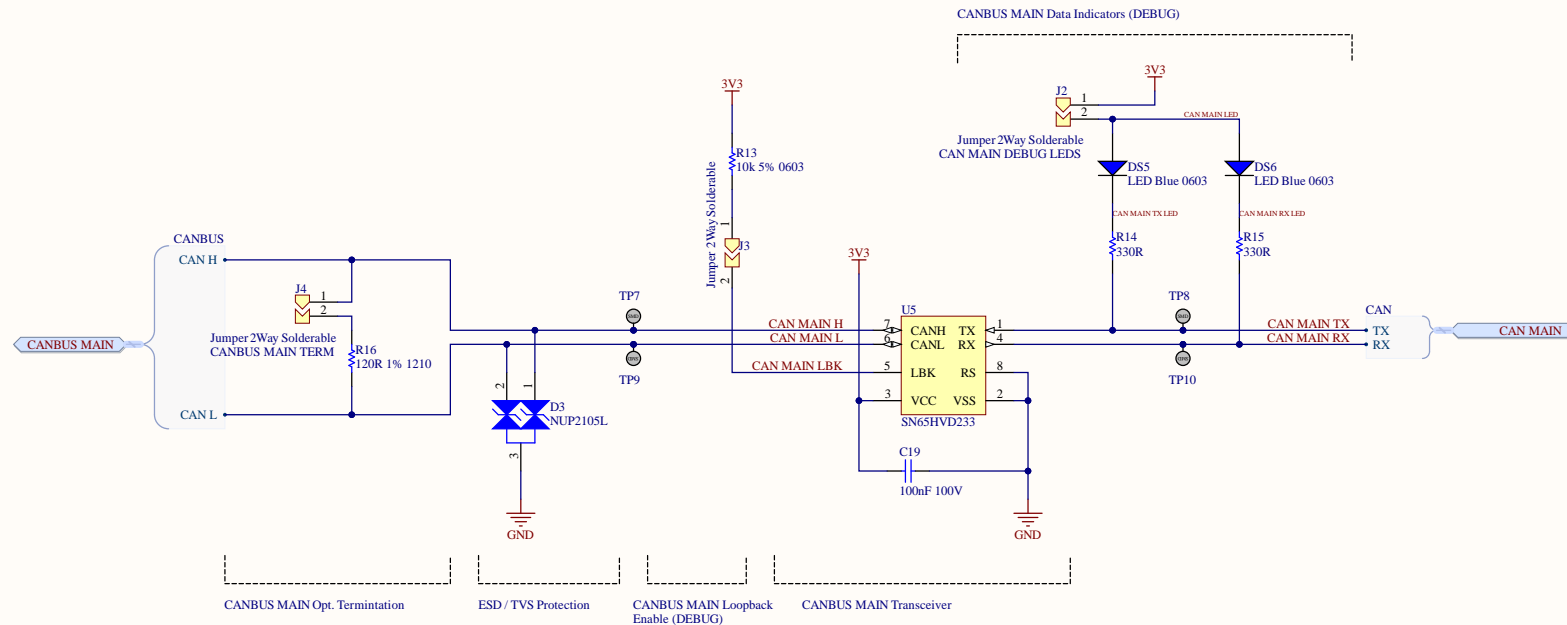 CANBUS MAIN Data Indicators (DEBUG)
3V3
J2
1
2
CAN MAIN LED
Jumper 2Way Solderable
CAN MAIN DEBUG LEDS
DS5
LED Blue 0603
DS6
LED Blue 0603
CAN MAIN TX LED
CAN MAIN RX LED
R14
330R
R15
330R
3V3
R13
10k 5% 0603
Jumper 2Way Solderable
1
J3
2
3V3
CANBUS
CAN H
CAN L
CANBUS MAIN
J4
1
2
Jumper 2Way Solderable
CANBUS MAIN TERM
R16
120R 1% 1210
TP7
SMD
TP9
CAN MAIN H
CAN MAIN L
CAN MAIN LBK
2
1
D3
NUP2105L
3
GND
U5
7
CANH
TX
1
6
CANL
RX
4
5
LBK
RS
8
3
VCC
VSS
2
SN65HVD233
C19
100nF 100V
GND
TP8
SMD
TP10
CAN MAIN TX
CAN MAIN RX
CAN
TX
RX
CAN MAIN
CANBUS MAIN Opt. Termintation
ESD / TVS Protection
CANBUS MAIN Loopback
Enable (DEBUG)
CANBUS MAIN Transceiver